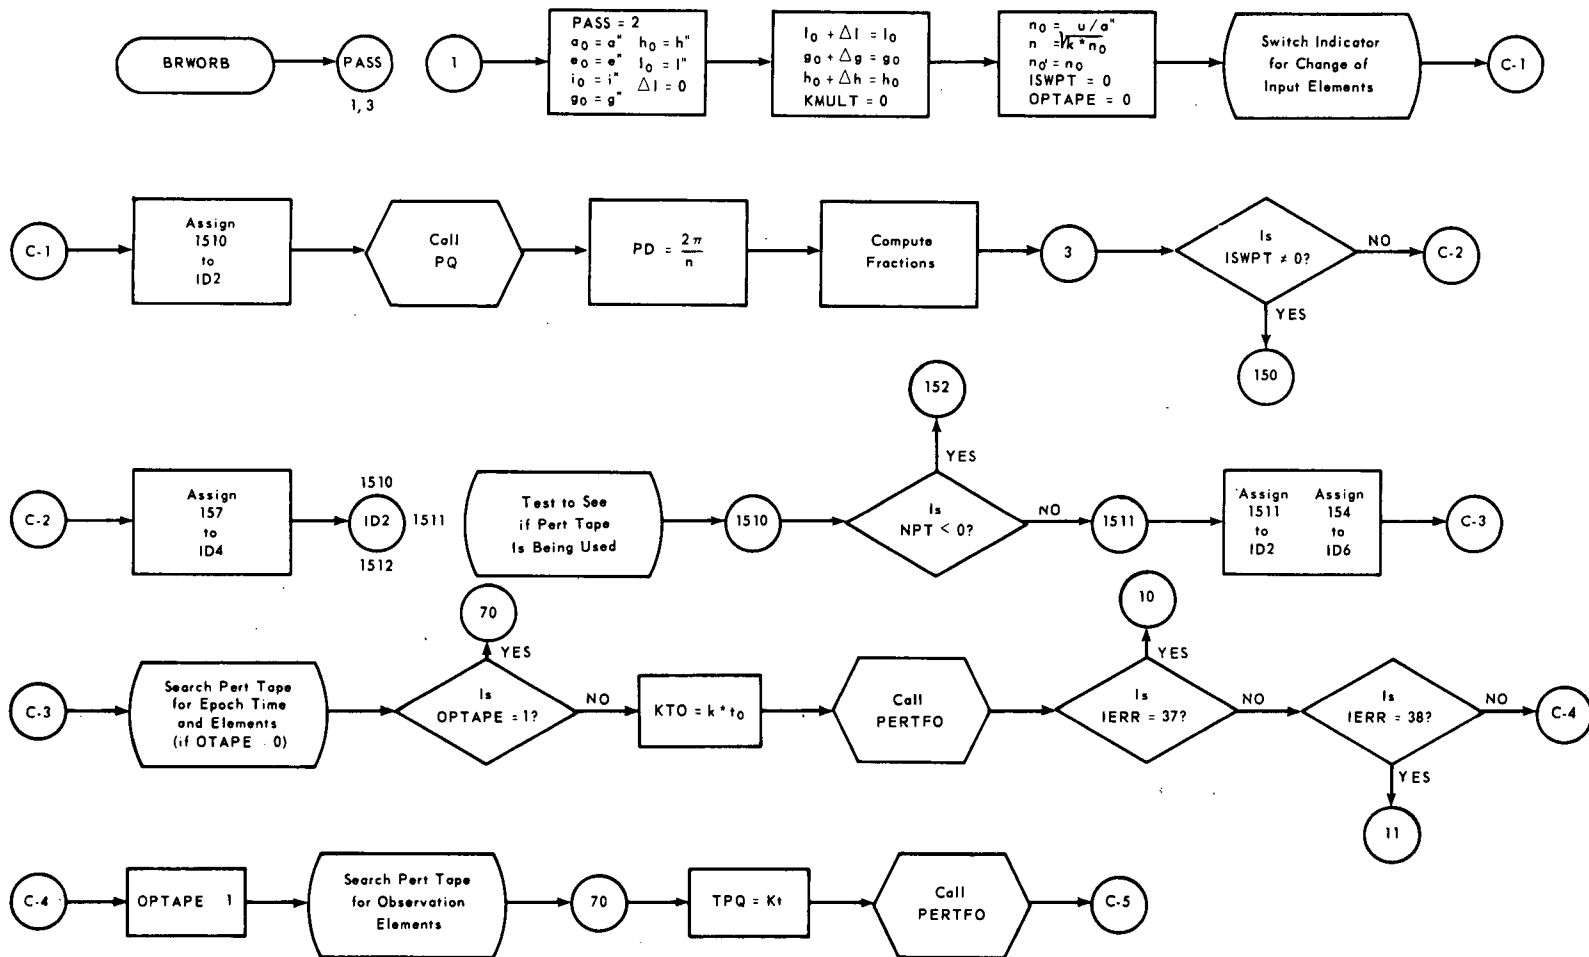 BRWORB
PASS
1, 3
1
PASS = 2
a₀ = a" h₀ = h"
e₀ = e" l₀ = l"
i₀ = i" Δl = 0
g₀ = g"
l₀ + Δl = l₀
g₀ + Δg = g₀
h₀ + Δh = h₀
KMULT = 0
n₀ = u/a"
n = √k*n₀
n₀' = n₀
ISWPT = 0
OPTAPE = 0
Switch Indicator
for Change of
Input Elements
C-1
C-1
Assign
1510
to
ID2
Call
PQ
PD = 2π/n
Compute
Fractions
3
Is
ISWPT ≠ 0?
NO
C-2
YES
150
C-2
Assign
157
to
ID4
1510
ID2
1511
1512
Test to See
if Pert Tape
Is Being Used
1510
152
YES
Is
NPT < 0?
NO
1511
Assign Assign
1511 154
to to
ID2 ID6
C-3
C-3
Search Pert Tape
for Epoch Time
and Elements
(if OTAPE 0)
70
YES
Is
OPTAPE = 1?
NO
KTO = k* t₀
Call
PERTFO
10
YES
Is
IERR = 37?
NO
Is
IERR = 38?
NO
C-4
YES
11
C-4
OPTAPE 1
Search Pert Tape
for Observation
Elements
70
TPQ = Kt
Call
PERTFO
C-5